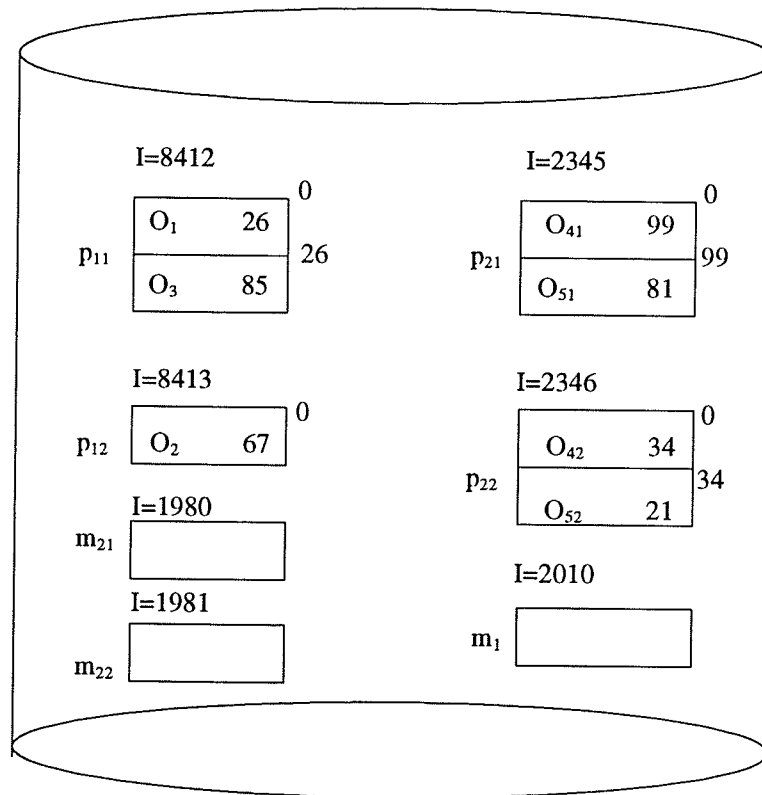 I=8412
0
O₁ 26
p₁₁
26
O₃ 85
I=2345
0
O₄₁ 99
p₂₁
99
O₅₁ 81
I=8413
0
p₁₂
O₂ 67
I=2346
0
O₄₂ 34
p₂₂
34
O₅₂ 21
I=1980
m₂₁
I=1981
m₂₂
I=2010
m₁